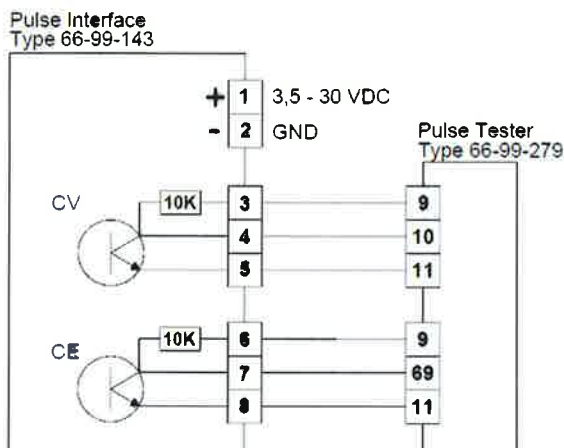 Pulse Interface
Type 66-99-143
+ 1 3,5 - 30 VDC
- 2 GND
Pulse Tester
Type 66-99-279
CV 10K 3 9
4 10
5 11
CE 10K 6 9
7 69
8 11